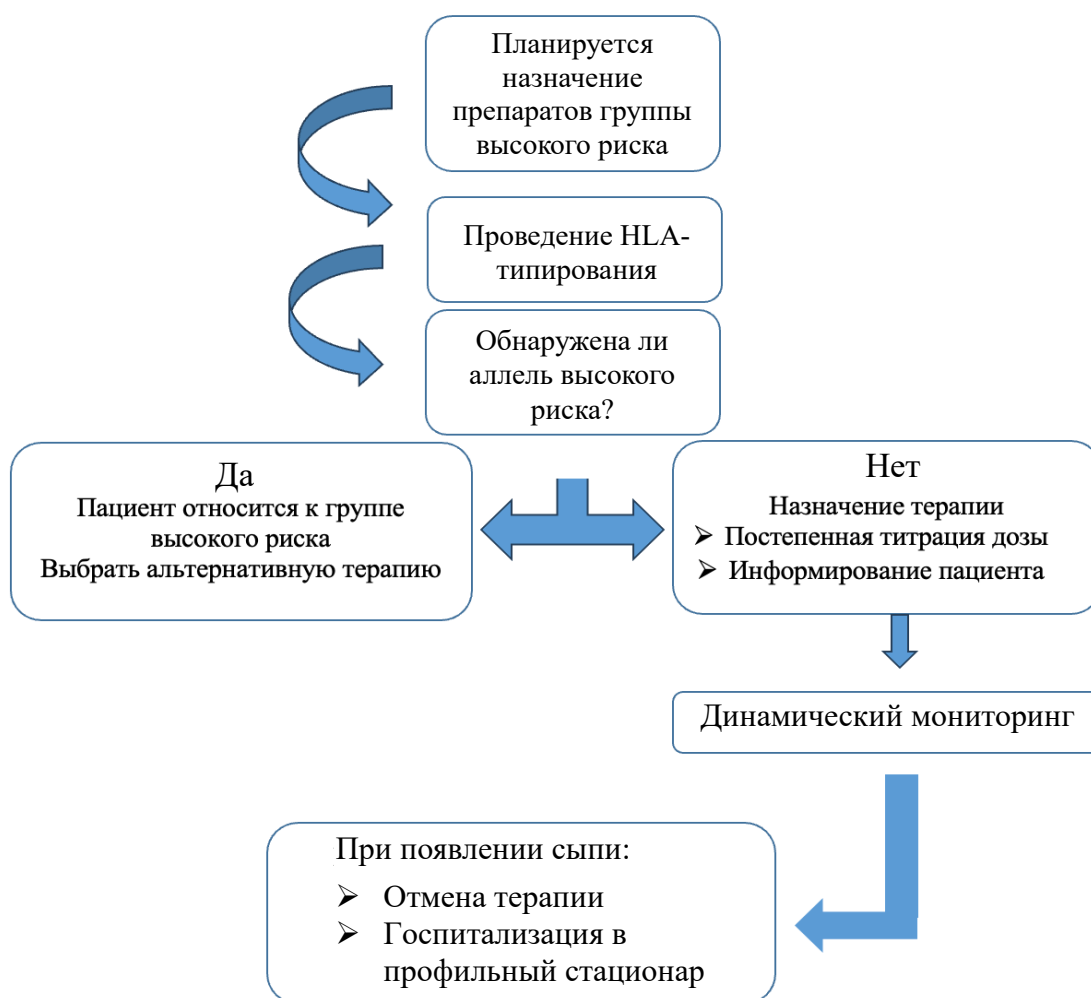 Планируется
назначение
препаратов группы
высокого риска
Проведение HLA-
типирования
Обнаружена ли
аллель высокого
риска?
Да
Пациент относится к группе
высокого риска
Выбрать альтернативную терапию
Нет
Назначение терапии
➢ Постепенная титрация дозы
➢ Информирование пациента
Динамический мониторинг
При появлении сыпи:
➢ Отмена терапии
➢ Госпитализация в
профильный стационар